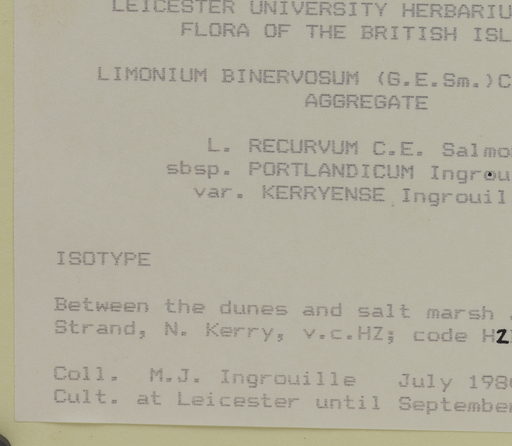 LEICESTER UNIVERSITY HERBARIU
FLORA OF THE BRITISH ISL
LIMONIUM BINERVOSUM (G.E.Sm.)C
AGGREGATE
L. RECURVUM C.E. Salmo
sbsp. PORTLANDICUM Ingrou
var. KERRYENSE Ingrouil
ISOTYPE
Between the dunes and salt marsh
Strand, N. Kerry, v.c.HZ; code H2
Coll. M.J. Ingrouille July 198
Cult. at Leicester until September